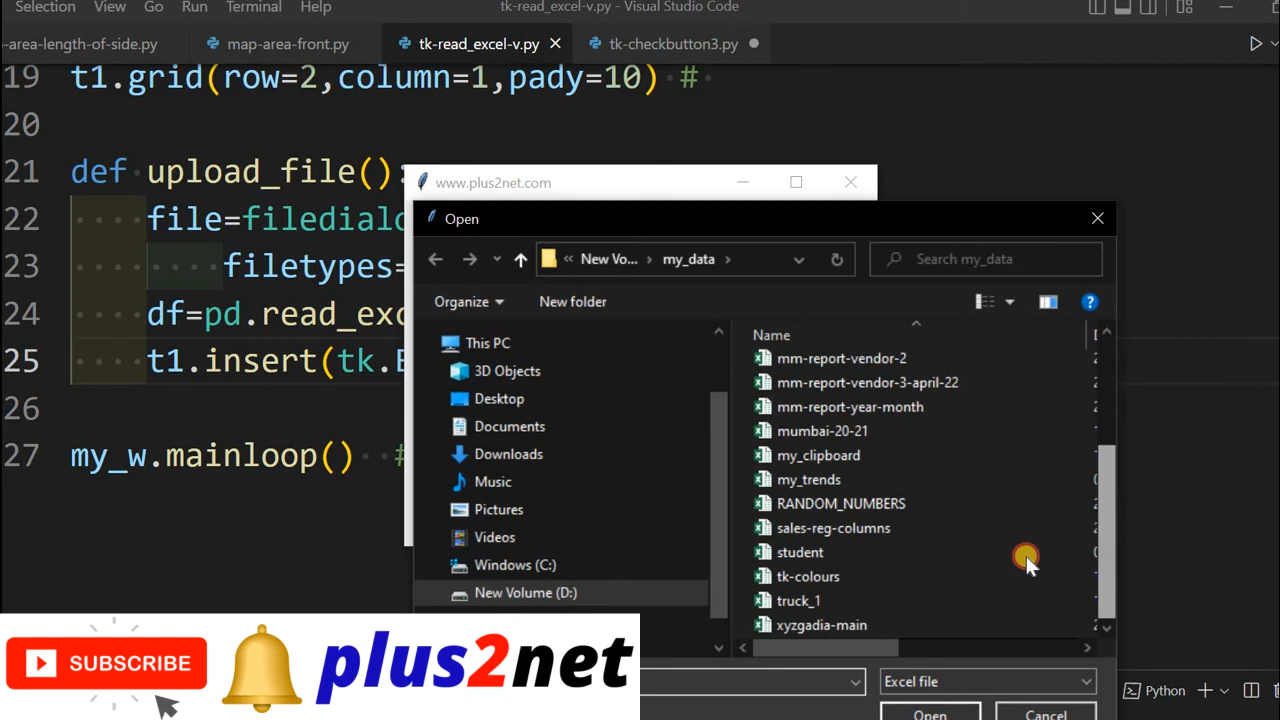 Selection View Go Run Terminal Help tk-read_excel-v.py - Visual Studio Code
-area-length-of-side.py map-area-front.py tk-read_excel-v.py tk-checkbutton3.py
19 t1.grid(row=2,column=1,pady=10) #
20
21 def upload_file():
22 file=filedialo
23 filetypes=
24 df=pd.read_exc
25 t1.insert(tk.E
26
27 my_w.mainloop() #
www.plus2net.com
Open
« New Vo... › my_data › Search my_data
Organize New folder
This PC
3D Objects
Desktop
Documents
Downloads
Music
Pictures
Videos
Windows (C:)
New Volume (D:)
Name
mm-report-vendor-2
mm-report-vendor-3-april-22
mm-report-year-month
mumbai-20-21
my_clipboard
my_trends
RANDOM_NUMBERS
sales-reg-columns
student
tk-colours
truck_1
xyzgadia-main
Excel file
Open Cancel
SUBSCRIBE
plus2net
Python